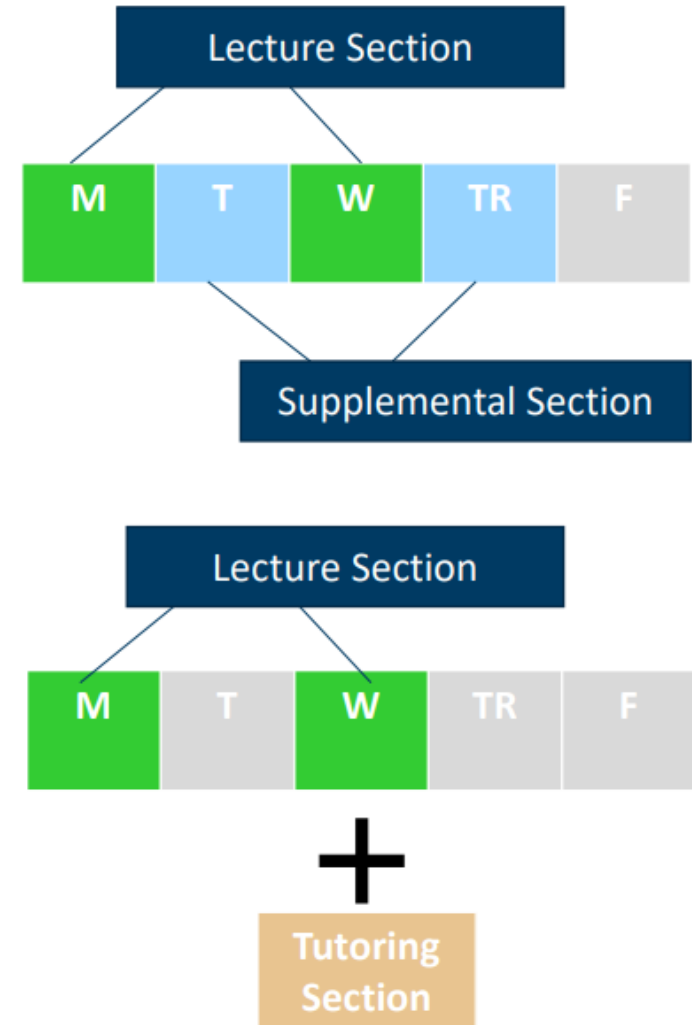 Lecture Section
M T W TR F
Supplemental Section
Lecture Section
M T W TR F
+
Tutoring
Section